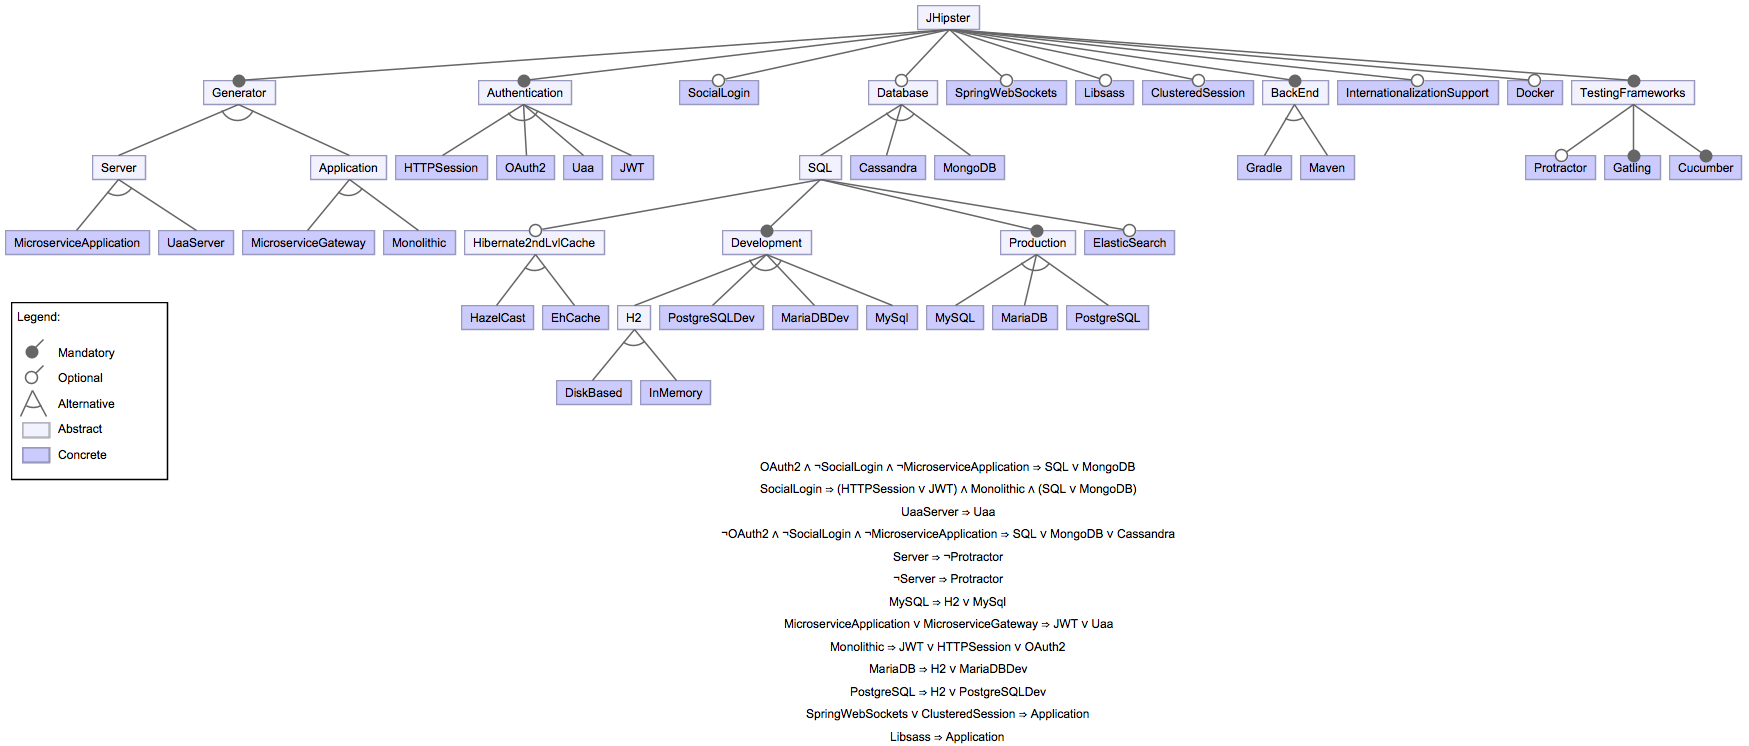 JHipster
Generator Authentication SocialLogin Database SpringWebSockets Libsass ClusteredSession BackEnd InternationalizationSupport Docker TestingFrameworks
Server Application HTTPSession OAuth2 Uaa JWT SQL Cassandra MongoDB Gradle Maven Protractor Gatling Cucumber
MicroserviceApplication UaaServer MicroserviceGateway Monolithic Hibernate2ndLvlCache Development Production ElasticSearch
HazelCast EhCache H2 PostgreSQLDev MariaDBDev MySql MySQL MariaDB PostgreSQL
DiskBased InMemory
Legend:
Mandatory
Optional
Alternative
Abstract
Concrete
OAuth2 ∧ ¬SocialLogin ∧ ¬MicroserviceApplication ⇒ SQL ∨ MongoDB
SocialLogin ⇒ (HTTPSession ∨ JWT) ∧ Monolithic ∧ (SQL ∨ MongoDB)
UaaServer ⇒ Uaa
¬OAuth2 ∧ ¬SocialLogin ∧ ¬MicroserviceApplication ⇒ SQL ∨ MongoDB ∨ Cassandra
Server ⇒ ¬Protractor
¬Server ⇒ Protractor
MySQL ⇒ H2 ∨ MySql
MicroserviceApplication ∨ MicroserviceGateway ⇒ JWT ∨ Uaa
Monolithic ⇒ JWT ∨ HTTPSession ∨ OAuth2
MariaDB ⇒ H2 ∨ MariaDBDev
PostgreSQL ⇒ H2 ∨ PostgreSQLDev
SpringWebSockets ∨ ClusteredSession ⇒ Application
Libsass ⇒ Application